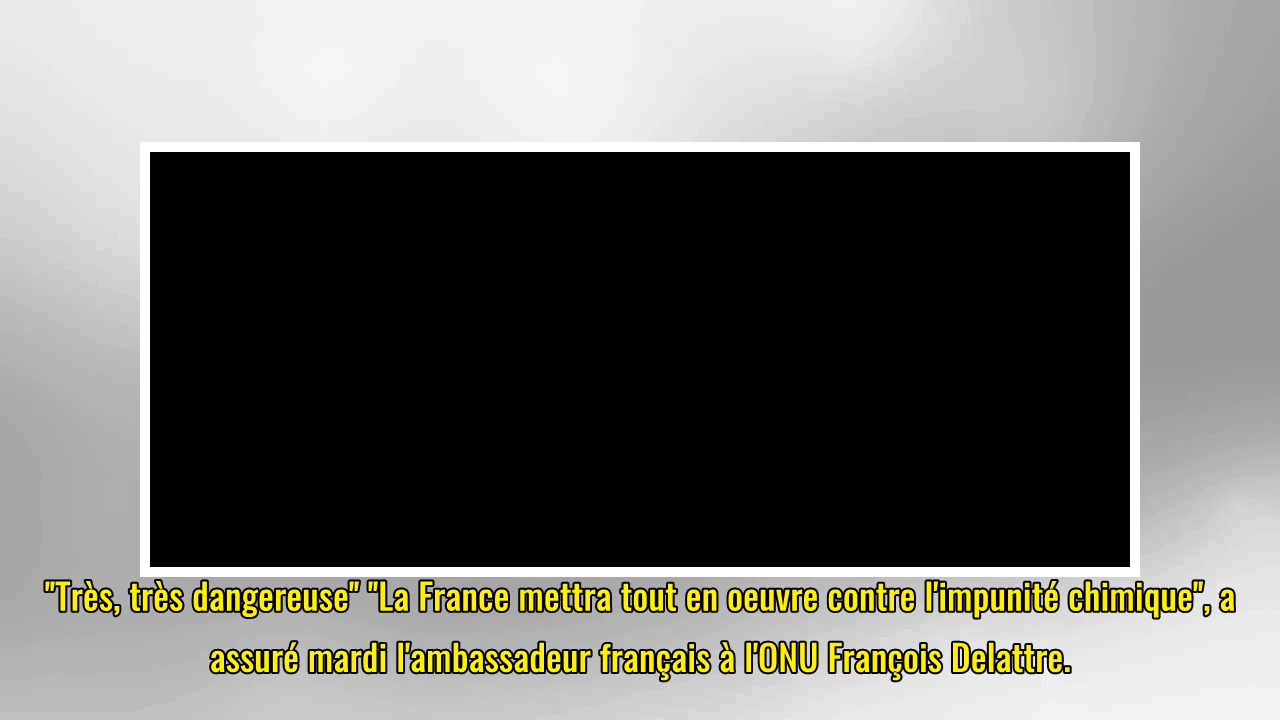 "Très, très dangereuse" "La France mettra tout en oeuvre contre l'impunité chimique", a
assuré mardi l'ambassadeur français à l'ONU François Delattre.